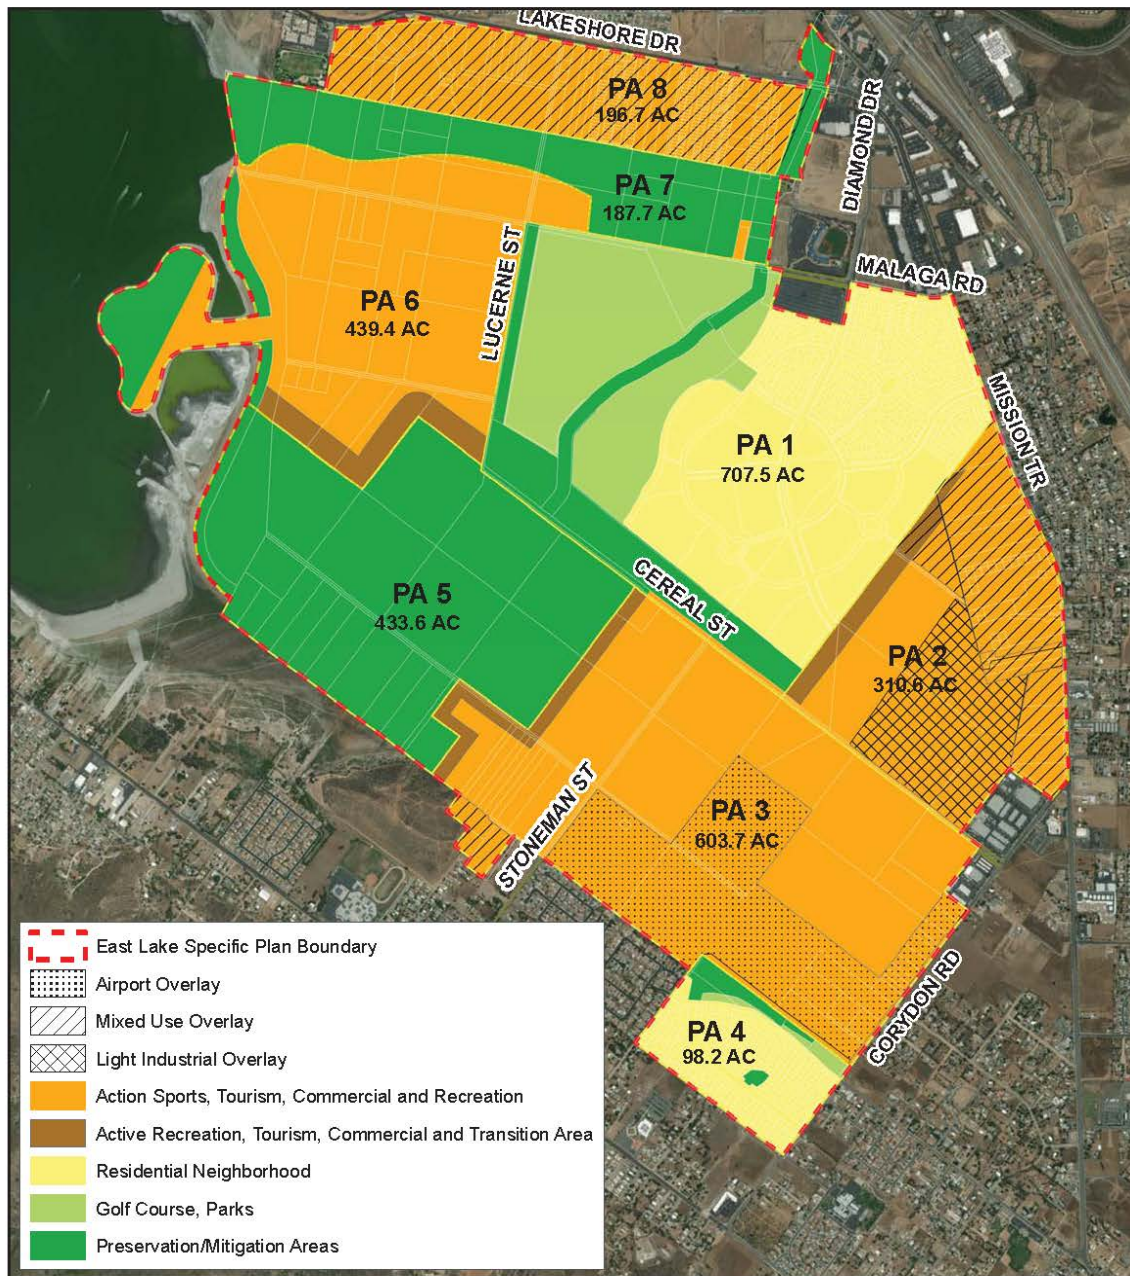 LAKESHORE DR
PA 8
196.7 AC
DIAMOND DR
PA 7
187.7 AC
LUCERNE ST
MALAGA RD
PA 6
439.4 AC
MISSION TR
PA 1
707.5 AC
CEREAL ST
PA 5
433.6 AC
PA 2
310.6 AC
STONEMAN ST
PA 3
603.7 AC
CORYDON RD
PA 4
98.2 AC
East Lake Specific Plan Boundary
Airport Overlay
Mixed Use Overlay
Light Industrial Overlay
Action Sports, Tourism, Commercial and Recreation
Active Recreation, Tourism, Commercial and Transition Area
Residential Neighborhood
Golf Course, Parks
Preservation/Mitigation Areas